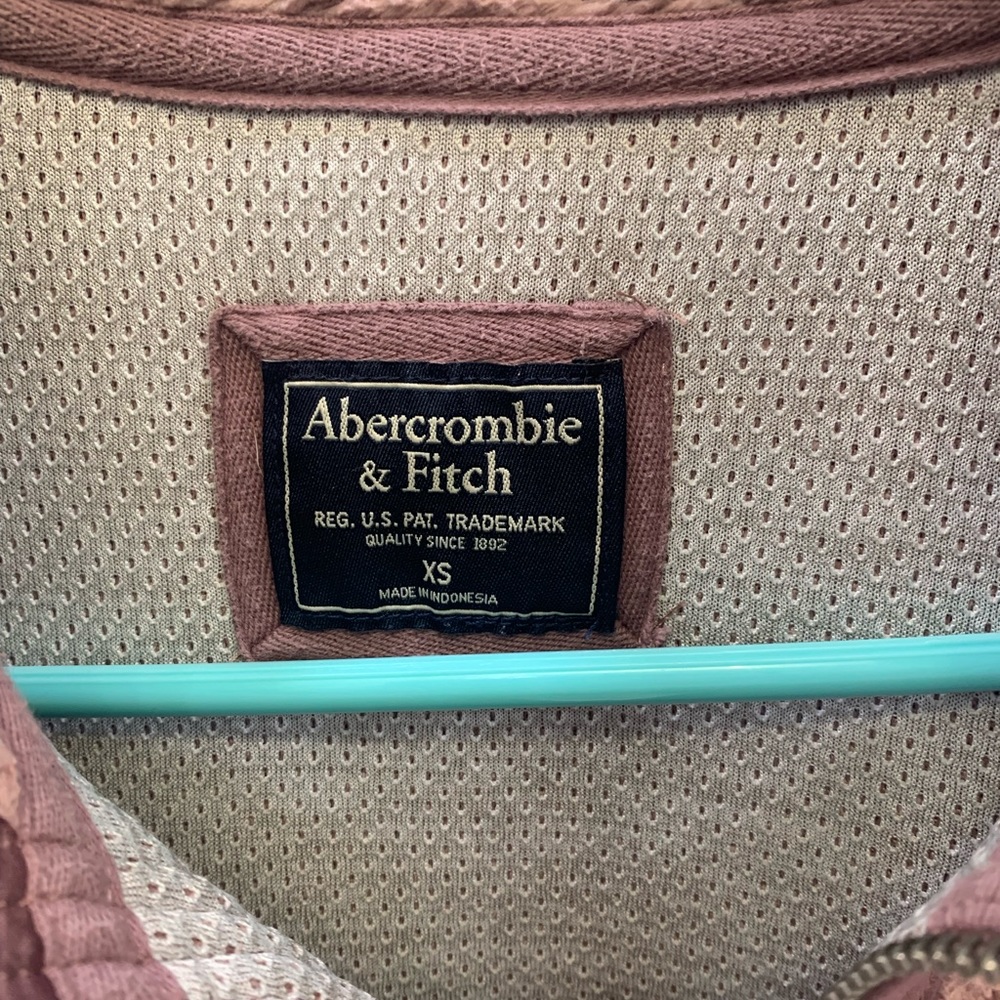 Abercrombie
& Fitch
REG. U.S. PAT. TRADEMARK
QUALITY SINCE 1892
XS
MADE IN INDONESIA